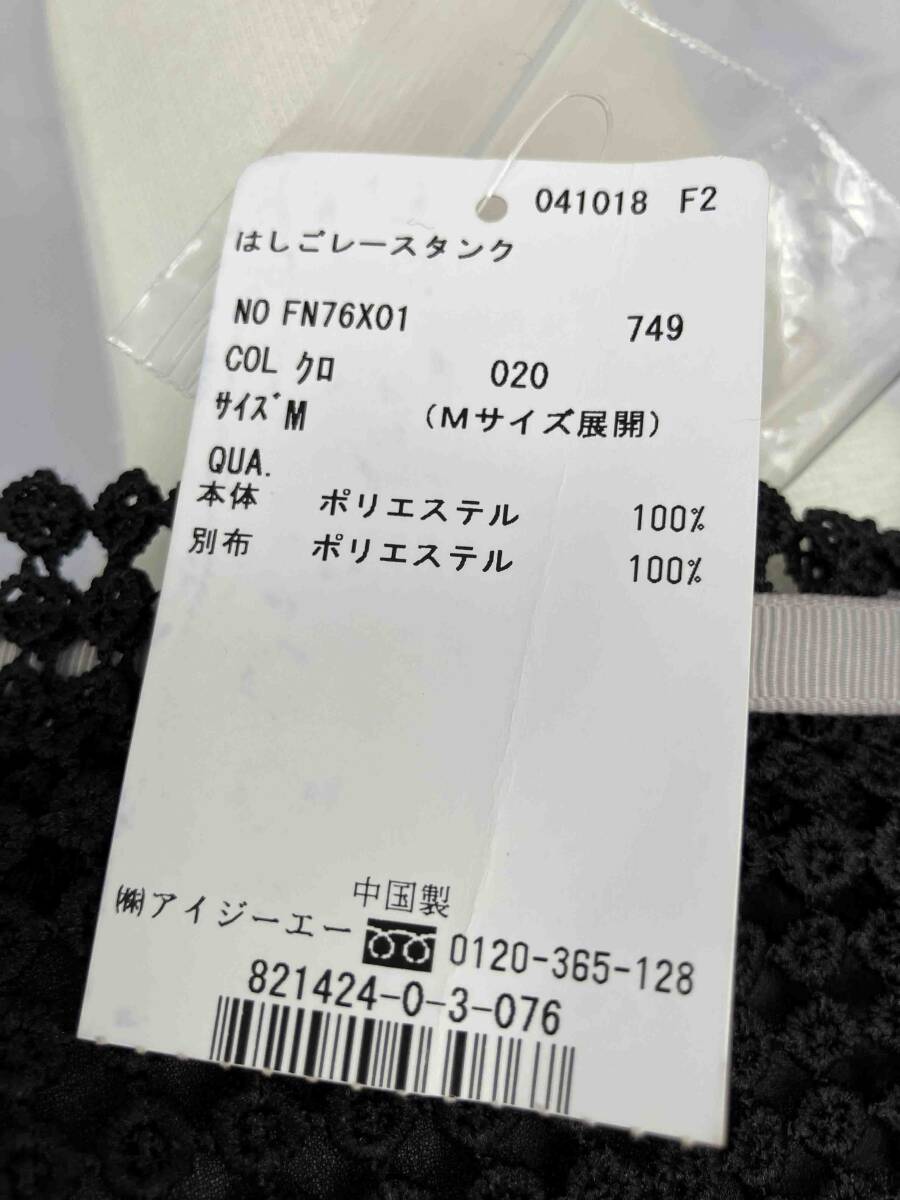 041018 F2
はしごレースタンク
NO FN76X01 749
COL クロ 020
サイズ M (Mサイズ展開)
QUA.
本体 ポリエステル 100%
別布 ポリエステル 100%
中国製
㈱アイジーエー 0120-365-128
821424-0-3-076